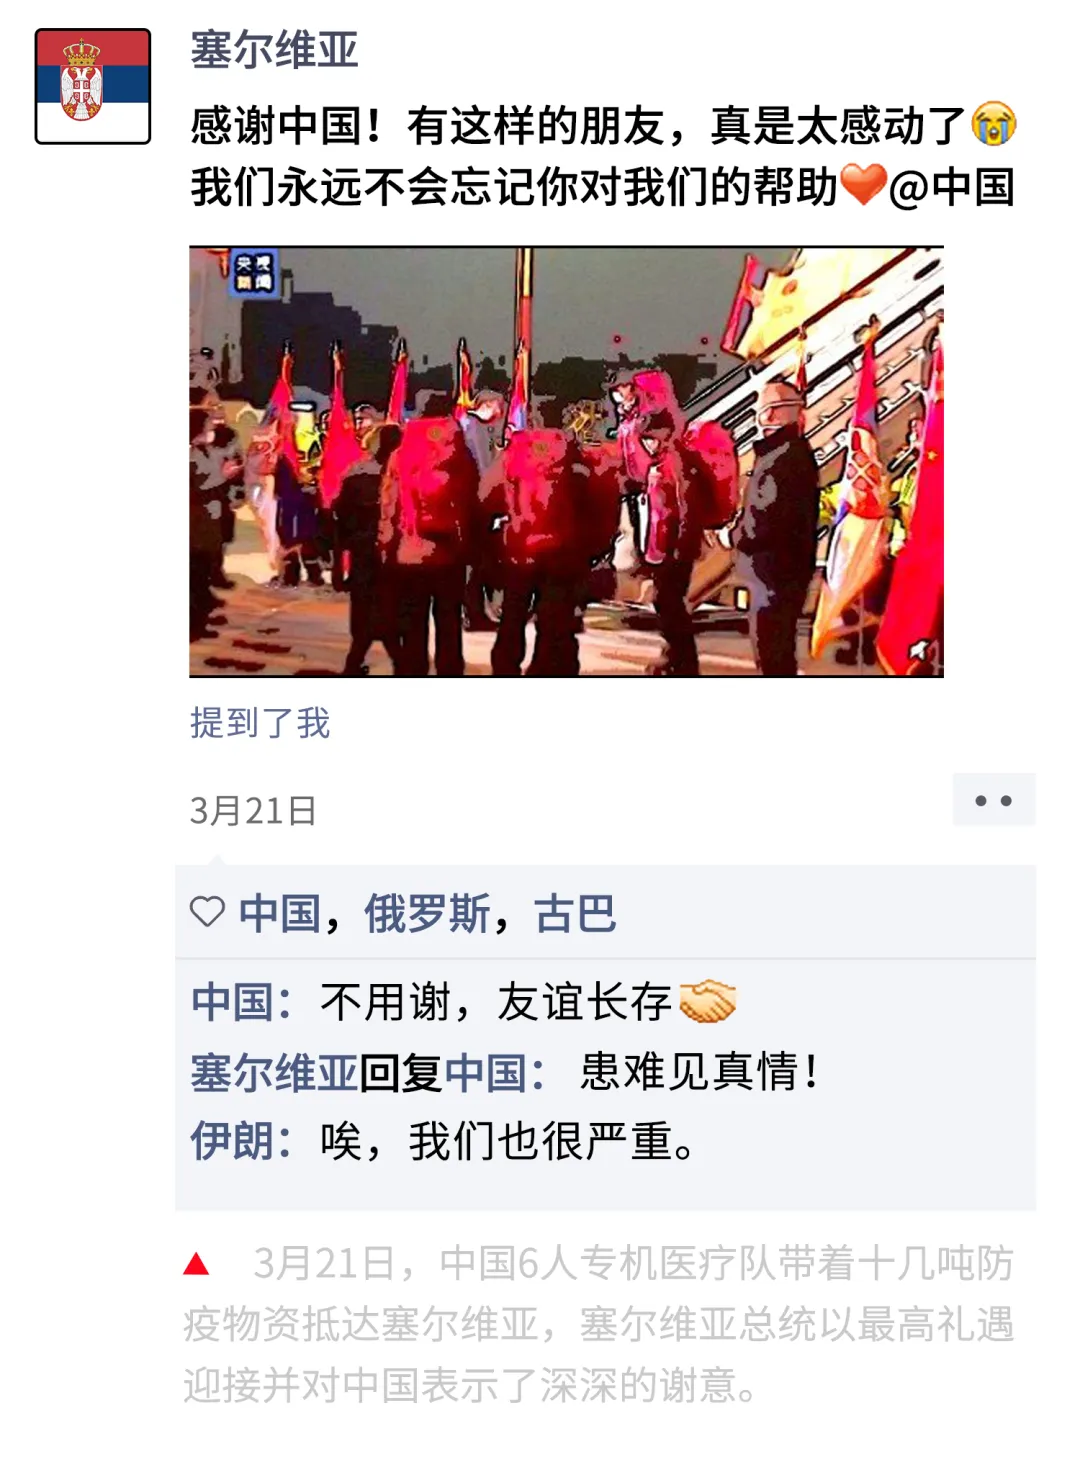 塞尔维亚
感谢中国！有这样的朋友，真是太感动了😭
我们永远不会忘记你对我们的帮助❤️@中国
央视
新闻
提到了我
3月21日
中国，俄罗斯，古巴
中国：不用谢，友谊长存🤝
塞尔维亚回复中国：患难见真情！
伊朗：唉，我们也很严重。
▲ 3月21日，中国6人专机医疗队带着十几吨防
疫物资抵达塞尔维亚，塞尔维亚总统以最高礼遇
迎接并对中国表示了深深的谢意。